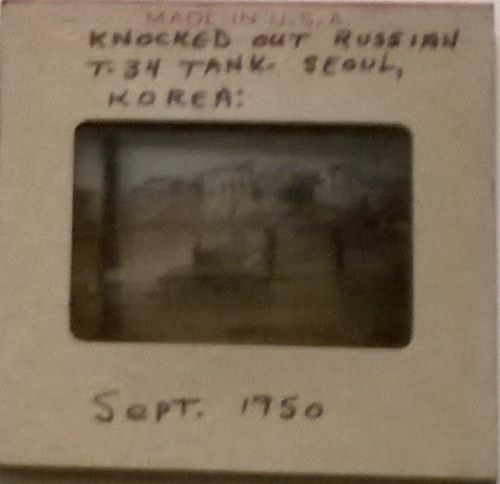 MADE IN U.S.A.
KNOCKED OUT RUSSIAN
T-34 TANK- SEOUL,
KOREA:
Sept. 1950